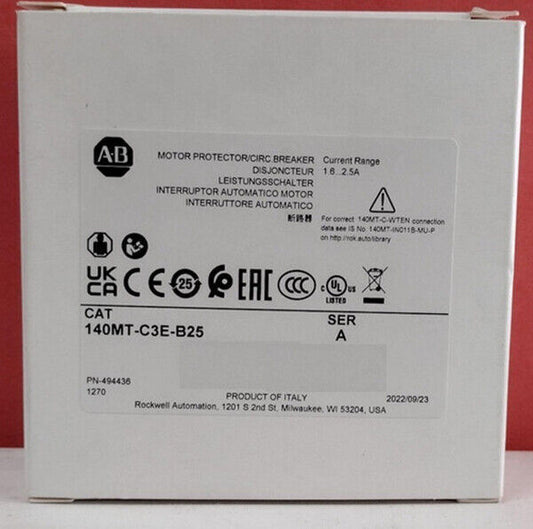 A-B
MOTOR PROTECTOR/CIRC.BREAKER
DISJONCTEUR
LEISTUNGSSCHALTER
INTERRUPTOR AUTOMATICO MOTOR
INTERRUTTORE AUTOMATICO
断路器
Current Range
1.6...2.5A
For correct 140MT-C-WTEN connection
data see IS No. 140MT-IN011B-MU-P
on http://rok.auto/library
UK
CA
CE
25
EAC
CCC
C UL US
LISTED
CAT
140MT-C3E-B25
SER
A
PN-494436
1270
PRODUCT OF ITALY
2022/09/23
Rockwell Automation, 1201 S 2nd St, Milwaukee, WI 53204, USA